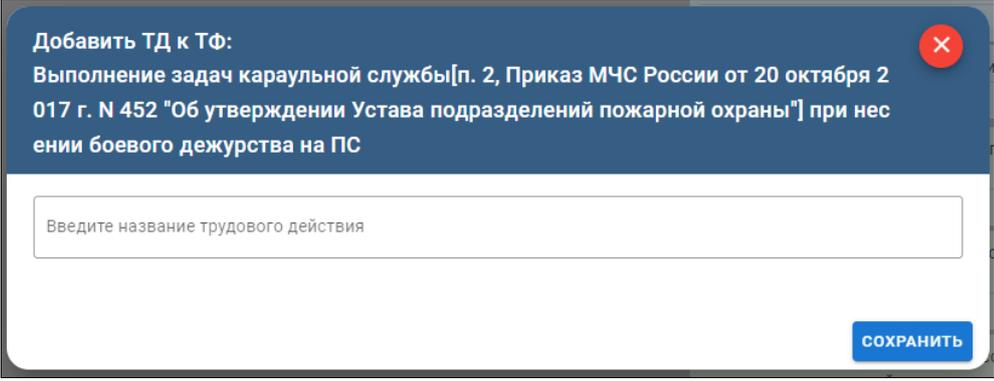 Добавить ТД к ТФ:
Выполнение задач караульной службы[п. 2, Приказ МЧС России от 20 октября 2
017 г. N 452 "Об утверждении Устава подразделений пожарной охраны"] при нес
ении боевого дежурства на ПС
Введите название трудового действия
СОХРАНИТЬ